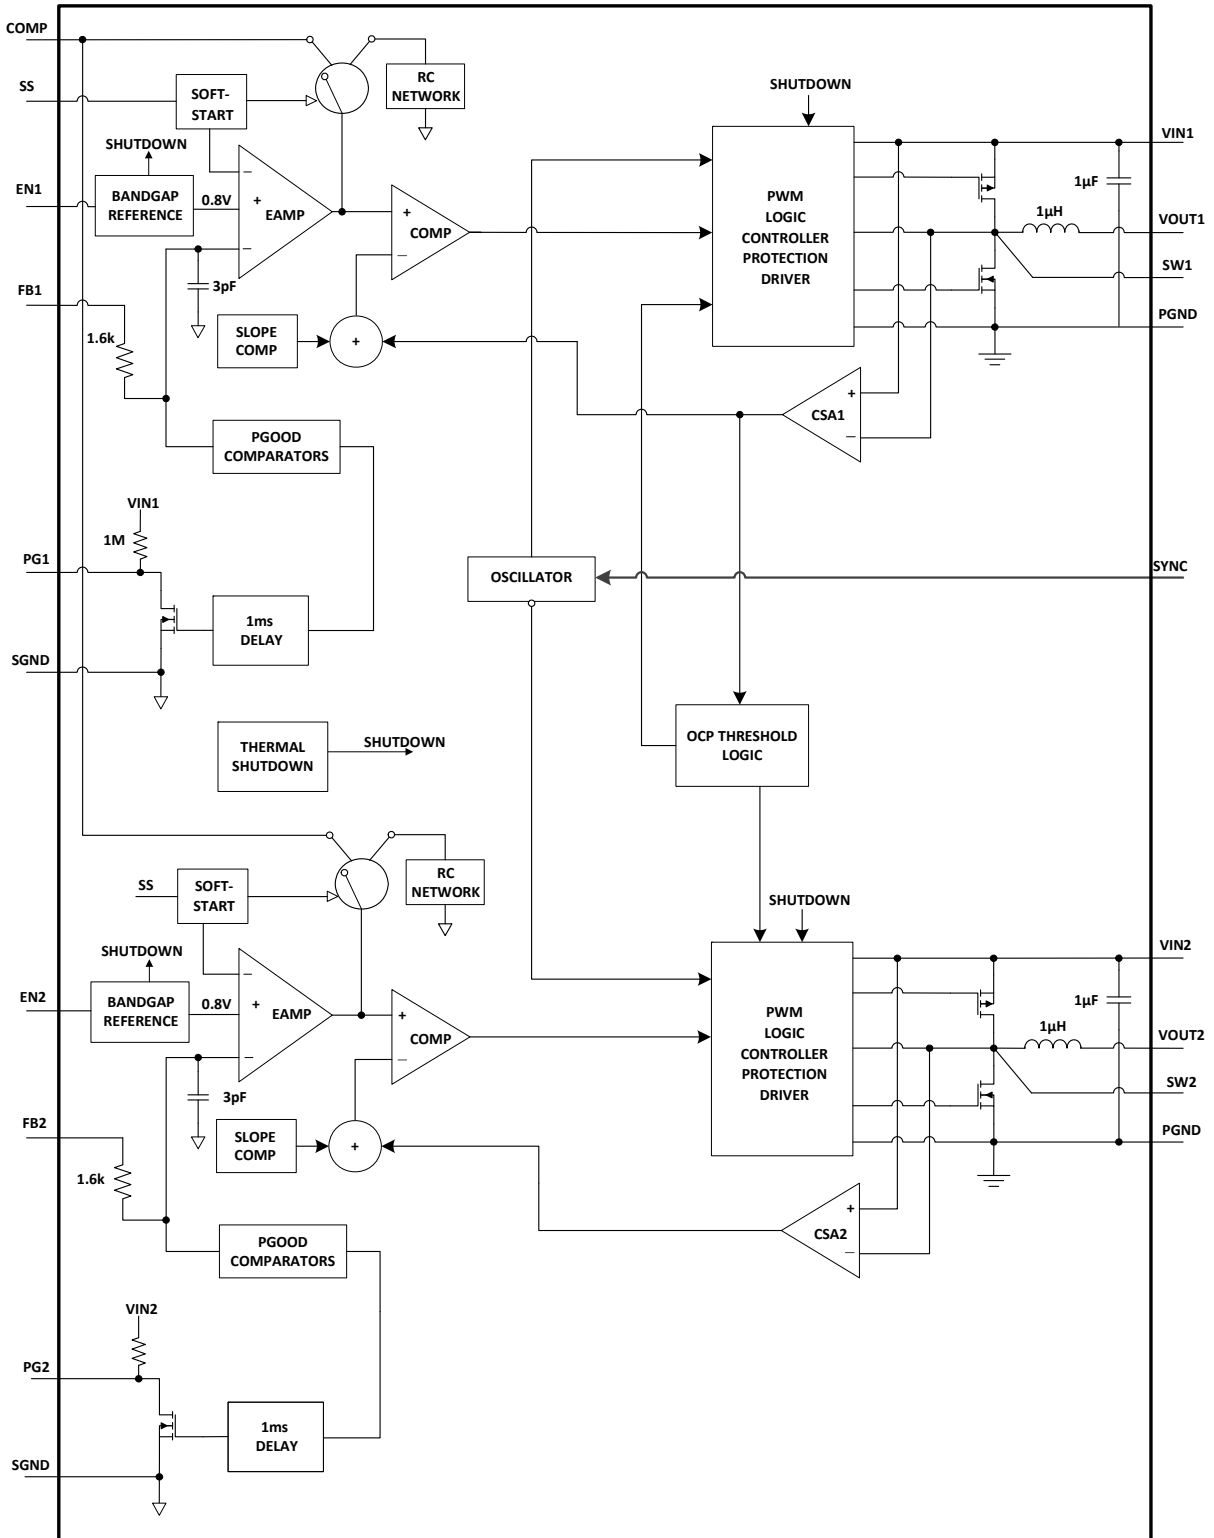 COMP
SS
SOFT-
START
RC
NETWORK
SHUTDOWN
SHUTDOWN
EN1
BANDGAP
REFERENCE
0.8V
−
+
−
EAMP
+
−
COMP
3pF
FB1
1.6k
SLOPE
COMP
+
PWM
LOGIC
CONTROLLER
PROTECTION
DRIVER
VIN1
1µF
1µH
VOUT1
SW1
PGND
+
−
CSA1
PGOOD
COMPARATORS
VIN1
1M
PG1
1ms
DELAY
SGND
OSCILLATOR
SYNC
THERMAL
SHUTDOWN
SHUTDOWN
OCP THRESHOLD
LOGIC
SS
SOFT-
START
RC
NETWORK
SHUTDOWN
SHUTDOWN
EN2
BANDGAP
REFERENCE
0.8V
−
+
−
EAMP
+
−
COMP
3pF
FB2
1.6k
SLOPE
COMP
+
PWM
LOGIC
CONTROLLER
PROTECTION
DRIVER
VIN2
1µF
1µH
VOUT2
SW2
PGND
+
−
CSA2
PGOOD
COMPARATORS
VIN2
PG2
1ms
DELAY
SGND